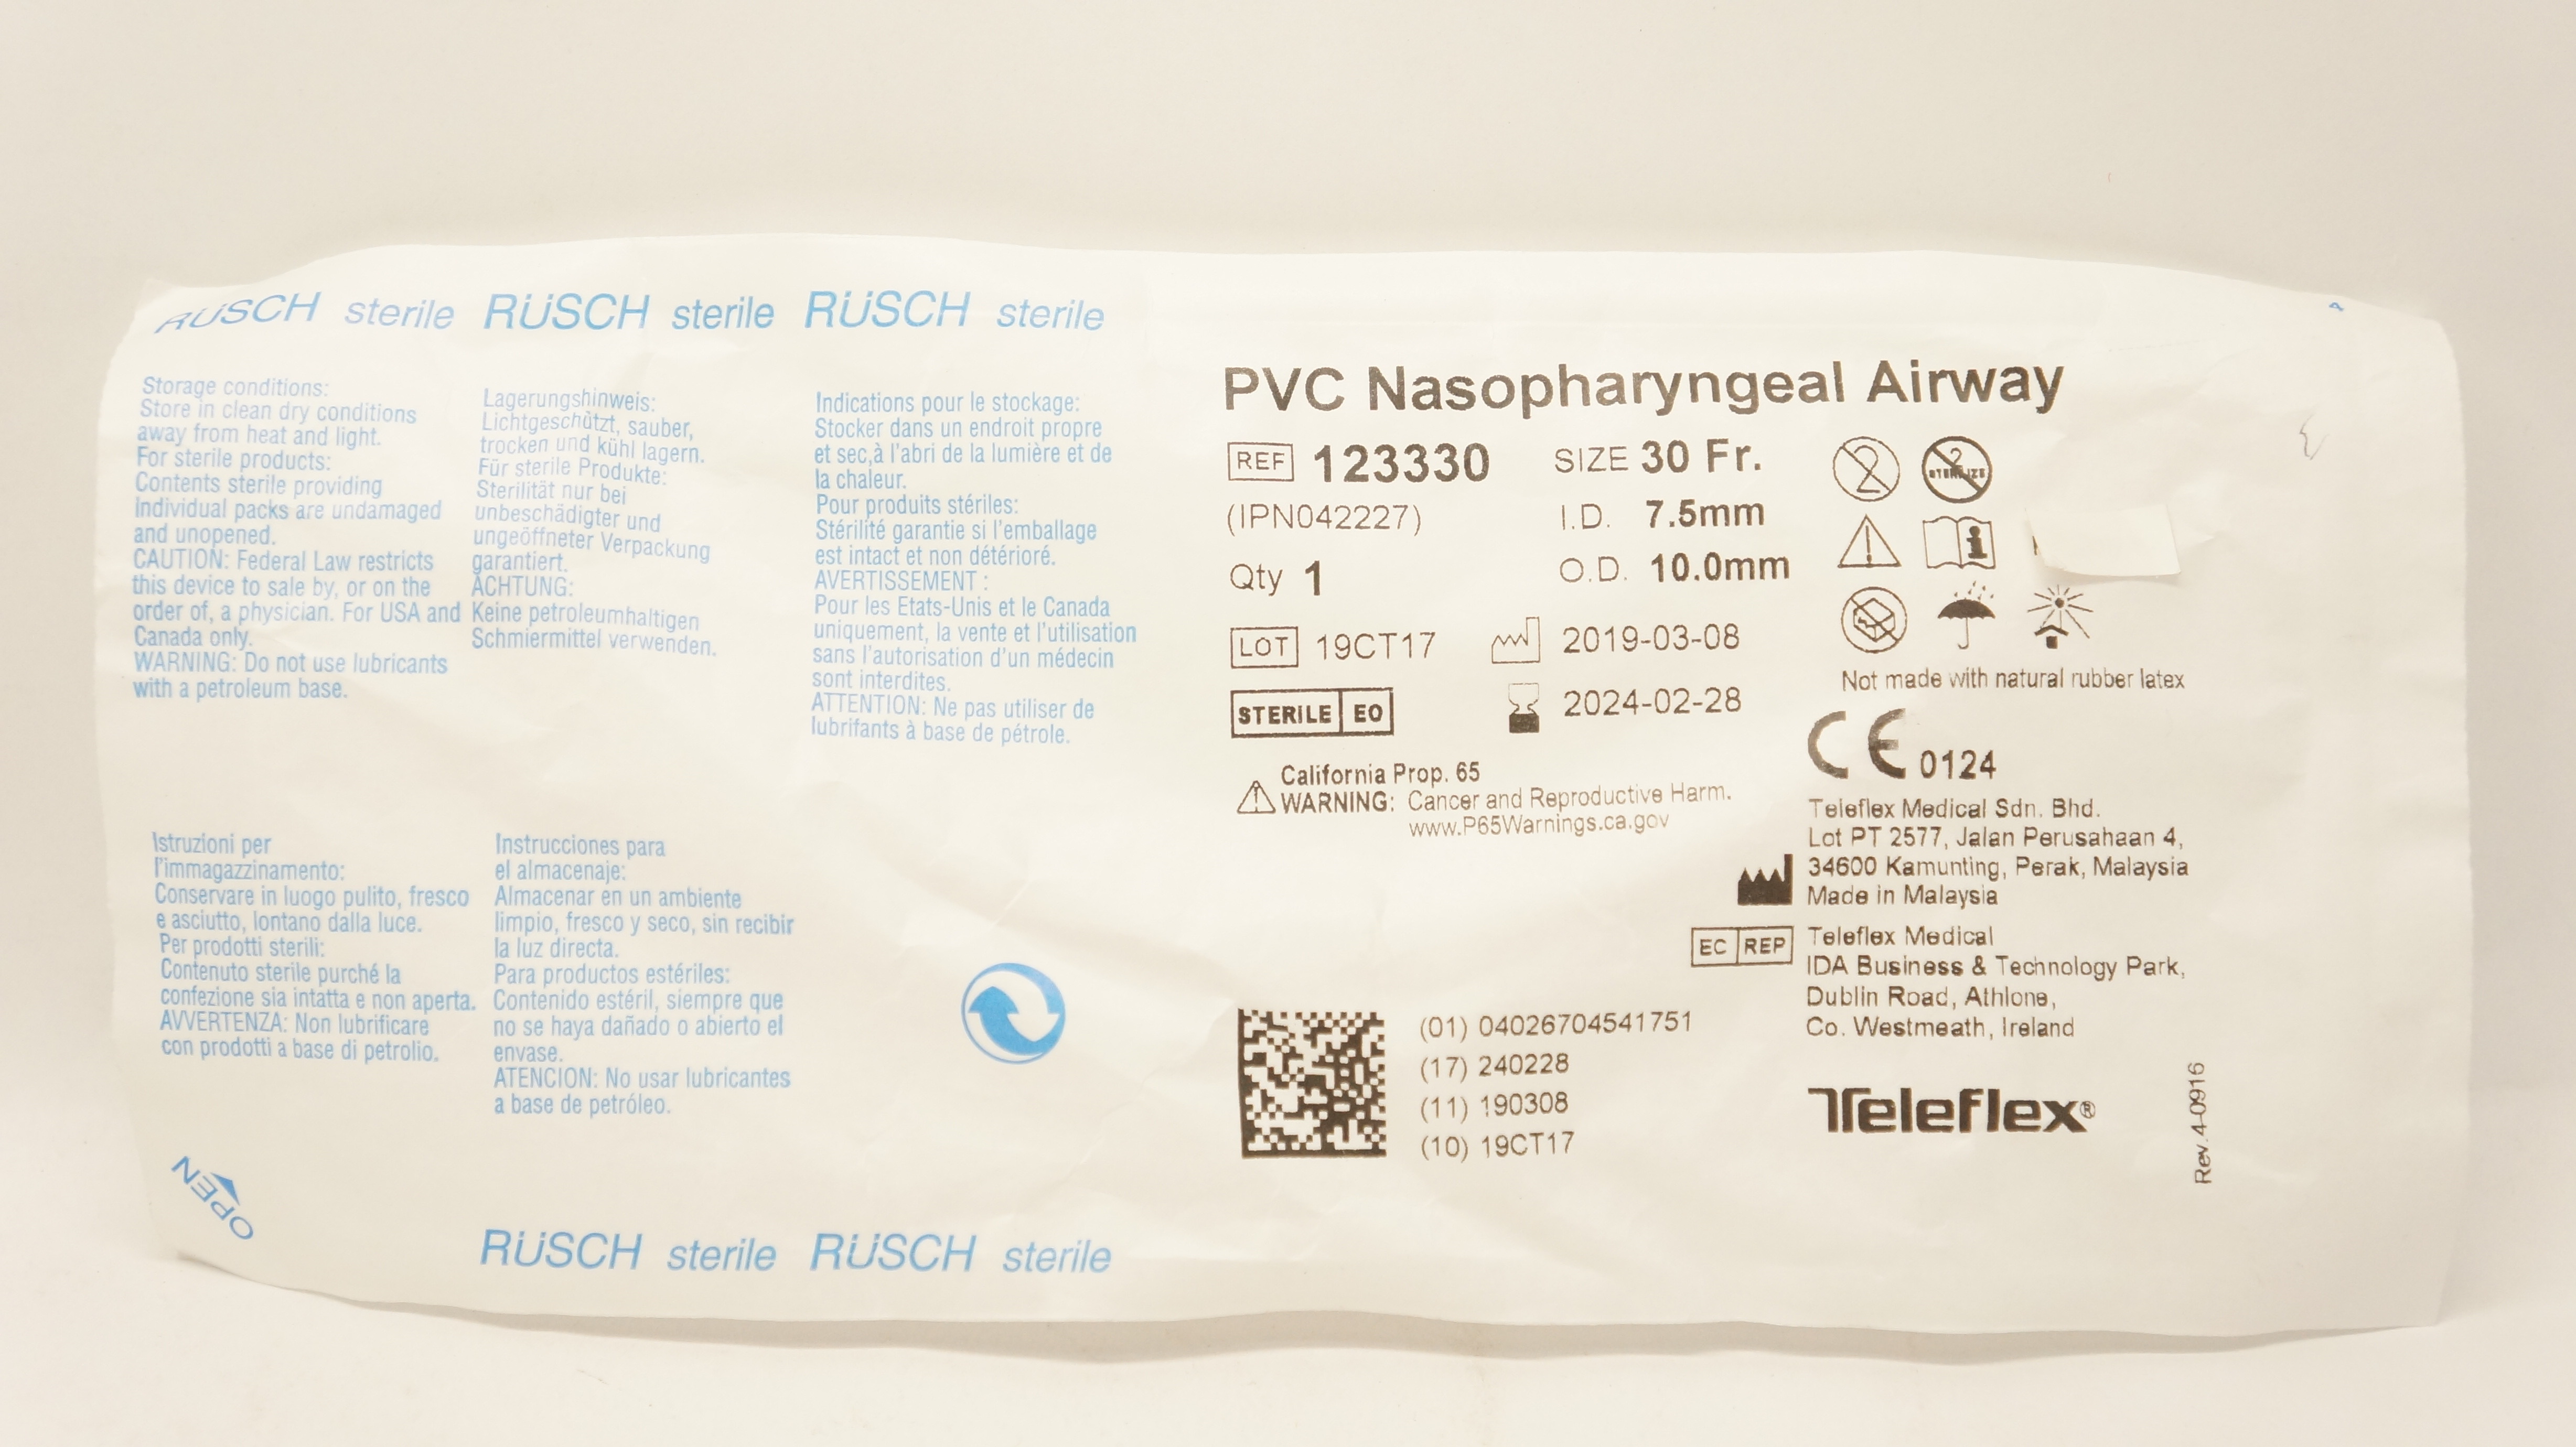 RÜSCH sterile RÜSCH sterile RÜSCH sterile
Storage conditions:
Store in clean dry conditions
away from heat and light.
For sterile products:
Contents sterile providing
individual packs are undamaged
and unopened.
CAUTION: Federal Law restricts
this device to sale by, or on the
order of, a physician. For USA and
Canada only.
WARNING: Do not use lubricants
with a petroleum base.
Lagerungshinweis:
Lichtgeschützt, sauber,
trocken und kühl lagern.
Für sterile Produkte:
Sterilität nur bei
unbeschädigter und
ungeöffneter Verpackung
garantiert.
ACHTUNG:
Keine petroleumhaltigen
Schmiermittel verwenden.
Indications pour le stockage:
Stocker dans un endroit propre
et sec,à l'abri de la lumière et de
la chaleur.
Pour produits stériles:
Stérilité garantie si l'emballage
est intact et non détérioré.
AVERTISSEMENT :
Pour les Etats-Unis et le Canada
uniquement, la vente et l'utilisation
sans l'autorisation d'un médecin
sont interdites.
ATTENTION: Ne pas utiliser de
lubrifants à base de pétrole.
Istruzioni per
l'immagazzinamento:
Conservare in luogo pulito, fresco
e asciutto, lontano dalla luce.
Per prodotti sterili:
Contenuto sterile purché la
confezione sia intatta e non aperta.
AVVERTENZA: Non lubrificare
con prodotti a base di petrolio.
Instrucciones para
el almacenaje:
Almacenar en un ambiente
limpio, fresco y seco, sin recibir
la luz directa.
Para productos estériles:
Contenido estéril, siempre que
no se haya dañado o abierto el
envase.
ATENCION: No usar lubricantes
a base de petróleo.
OPEN
RÜSCH sterile RÜSCH sterile
PVC Nasopharyngeal Airway
REF 123330 SIZE 30 Fr.
(IPN042227) I.D. 7.5mm
Qty 1 O.D. 10.0mm
LOT 19CT17 2019-03-08
STERILE EO 2024-02-28
2
2 STERILIZE
Not made with natural rubber latex
California Prop. 65
WARNING: Cancer and Reproductive Harm.
www.P65Warnings.ca.gov
CE 0124
Teleflex Medical Sdn. Bhd.
Lot PT 2577, Jalan Perusahaan 4,
34600 Kamunting, Perak, Malaysia
Made in Malaysia
EC REP Teleflex Medical
IDA Business & Technology Park,
Dublin Road, Athlone,
Co. Westmeath, Ireland
(01) 04026704541751
(17) 240228
(11) 190308
(10) 19CT17
Teleflex®
Rev.4-0916